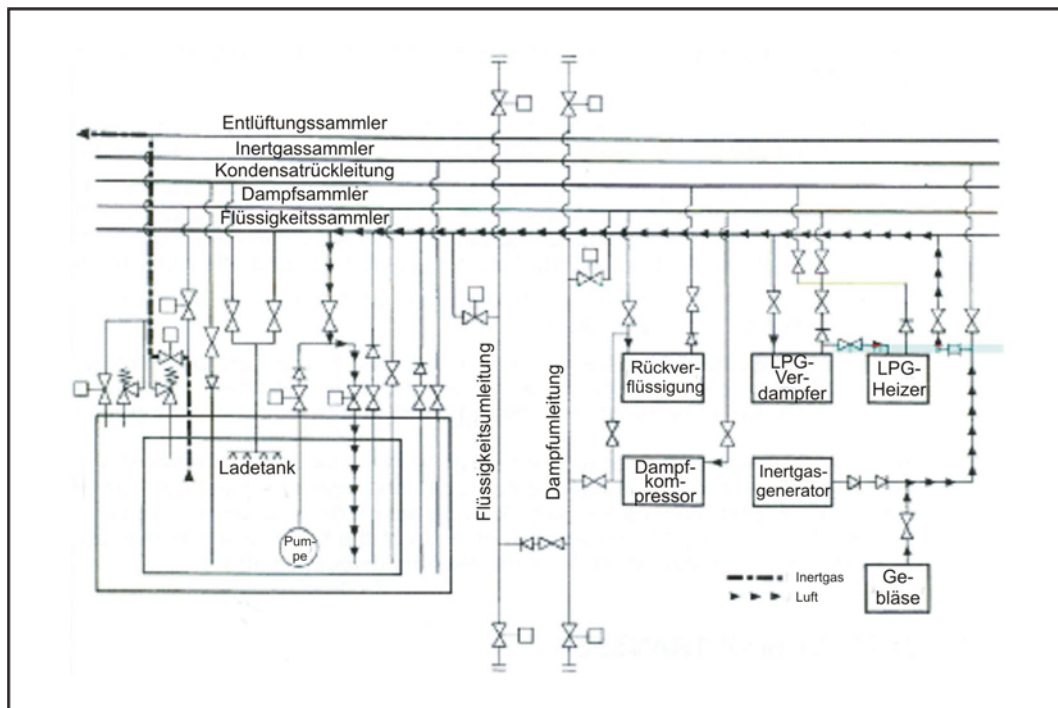 Entlüftungssammler
Inertgassammler
Kondensatrückleitung
Dampfsammler
Flüssigkeitssammler
Flüssigkeitsumleitung
Dampfumleitung
Rückver-
flüssigung
LPG-
Ver-
dampfer
LPG-
Heizer
Ladetank
Dampf-
kom-
pressor
Inertgas-
generator
Pum-
pe
Inertgas
Luft
Ge-
bläse